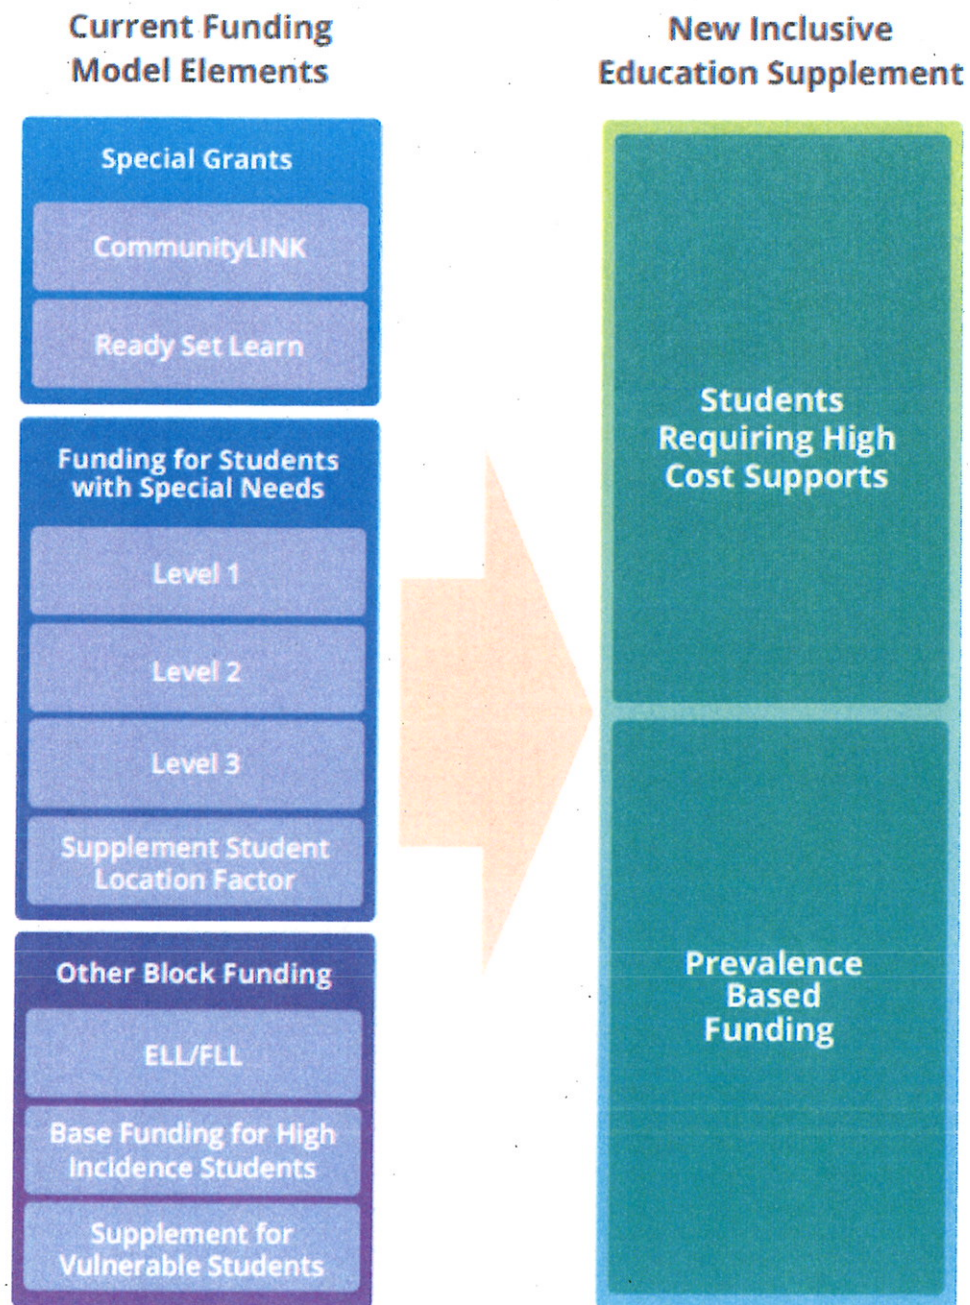 Current Funding
Model Elements
Special Grants
CommunityLINK
Ready Set Learn
Funding for Students
with Special Needs
Level 1
Level 2
Level 3
Supplement Student
Location Factor
Other Block Funding
ELL/FLL
Base Funding for High
Incidence Students
Supplement for
Vulnerable Students
New Inclusive
Education Supplement
Students
Requiring High
Cost Supports
Prevalence
Based
Funding